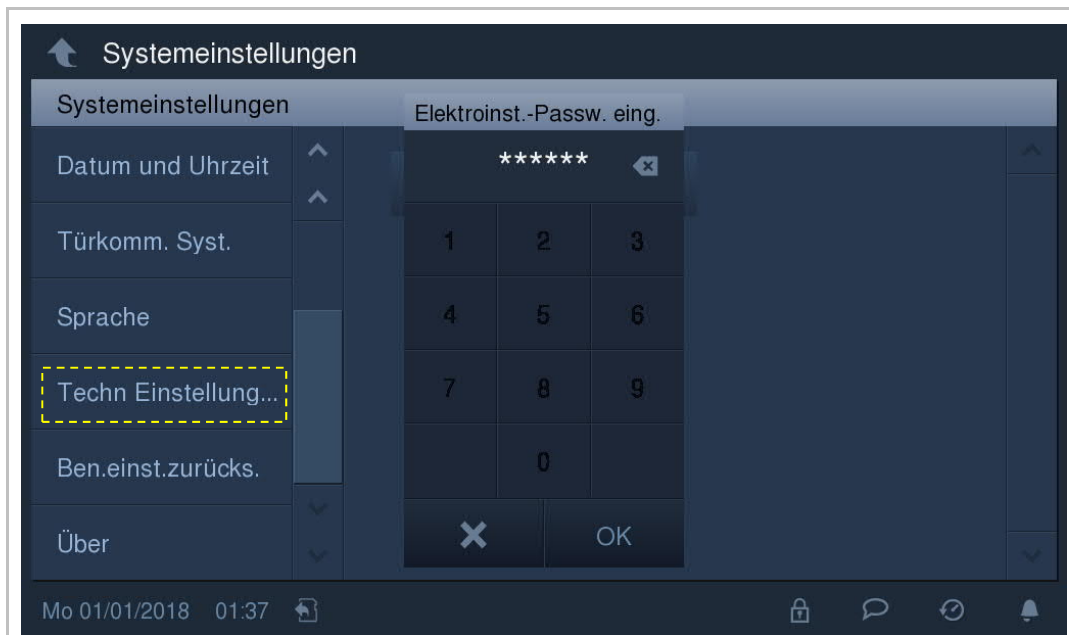 Systemeinstellungen
Systemeinstellungen
Elektroinst.-Passw. eing.
******
Datum und Uhrzeit
Türkomm. Syst.
Sprache
Techn Einstellung...
Ben.einst.zurücks.
Über
1 2 3
4 5 6
7 8 9
0
OK
Mo 01/01/2018 01:37